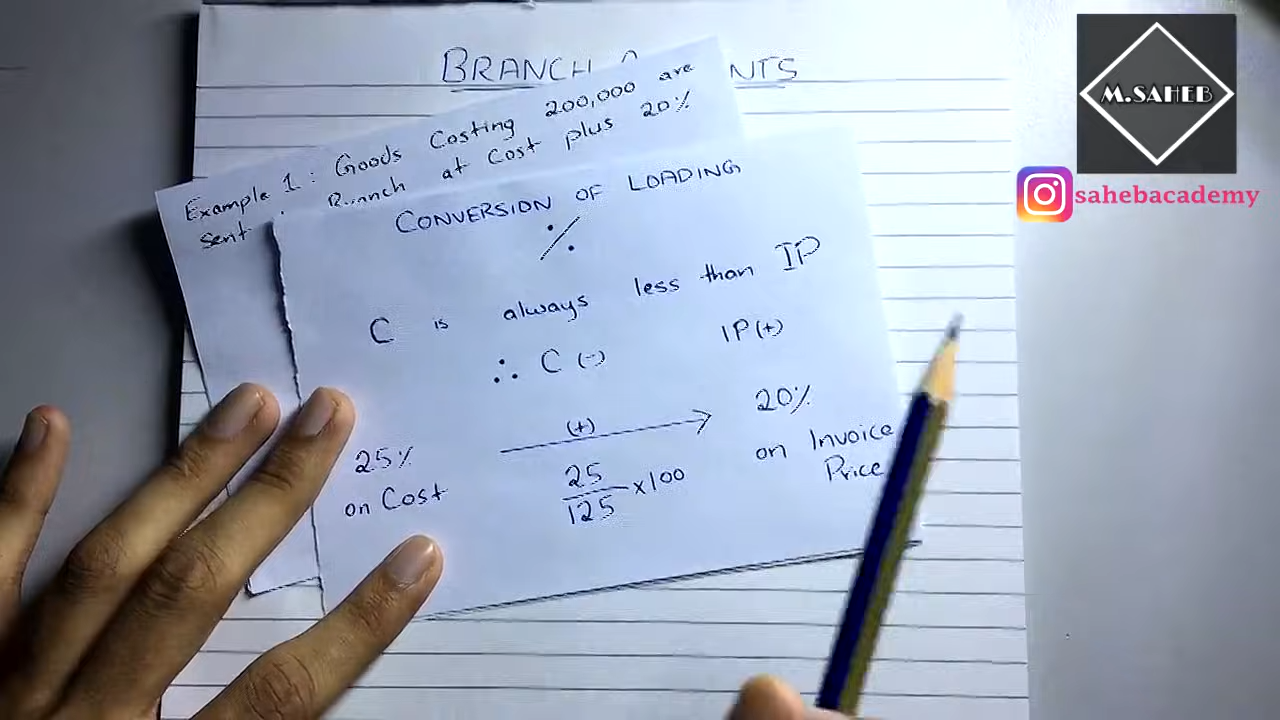 BRANCH NTS
Example 1 : Goods Costing 200,000 are
sent Branch at Cost plus 20%
CONVERSION OF LOADING
%
C is always less than IP
∴ C (-) IP (+)
25% on Cost
(+)
25/125 x100
20% on Invoice Price
M.SAHEB
sahebacademy